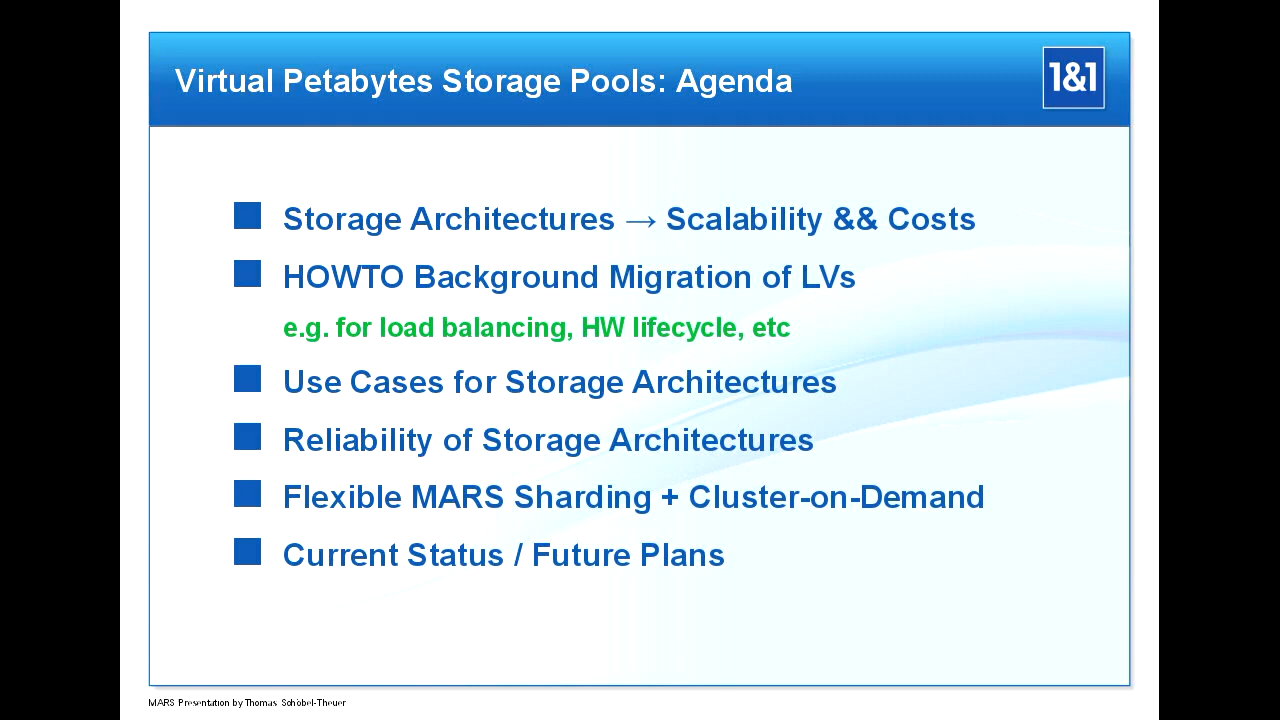 Virtual Petabytes Storage Pools: Agenda
1&1
Storage Architectures → Scalability && Costs
HOWTO Background Migration of LVs
e.g. for load balancing, HW lifecycle, etc
Use Cases for Storage Architectures
Reliability of Storage Architectures
Flexible MARS Sharding + Cluster-on-Demand
Current Status / Future Plans
MARS Presentation by Thomas Schöbel-Theuer